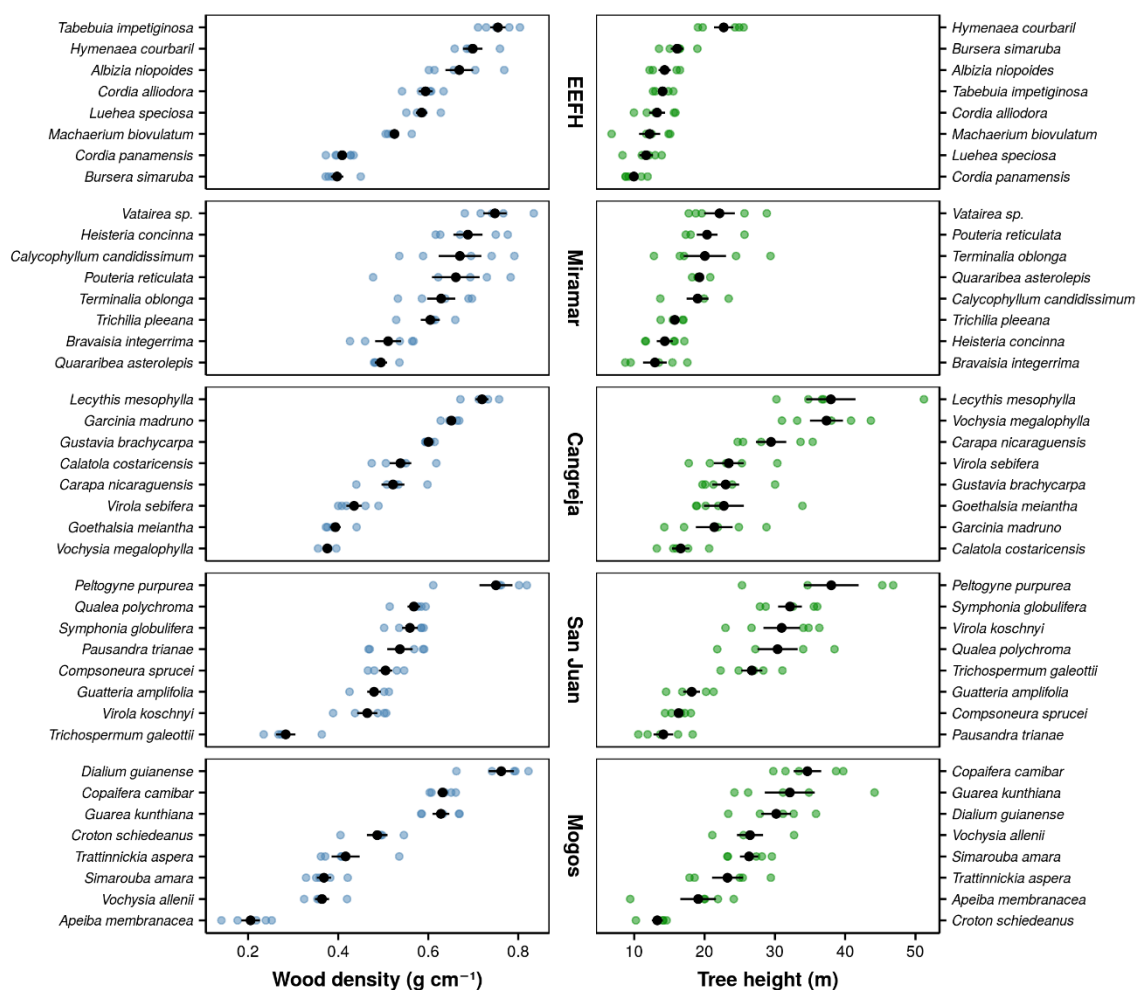 Tabebuia impetiginosa
Hymenaea courbaril
Albizia niopoides
Cordia alliodora
Luehea speciosa
Machaerium biovulatum
Cordia panamensis
Bursera simaruba
EEFH
Hymenaea courbaril
Bursera simaruba
Albizia niopoides
Tabebuia impetiginosa
Cordia alliodora
Machaerium biovulatum
Luehea speciosa
Cordia panamensis
Vatairea sp.
Heisteria concinna
Calycophyllum candidissimum
Pouteria reticulata
Terminalia oblonga
Trichilia pleeana
Bravaisia integerrima
Quararibea asterolepis
Miramar
Vatairea sp.
Pouteria reticulata
Terminalia oblonga
Quararibea asterolepis
Calycophyllum candidissimum
Trichilia pleeana
Heisteria concinna
Bravaisia integerrima
Lecythis mesophylla
Garcinia madruno
Gustavia brachycarpa
Calatola costaricensis
Carapa nicaraguensis
Virola sebifera
Goethalsia meiantha
Vochysia megalophylla
Cangreja
Lecythis mesophylla
Vochysia megalophylla
Carapa nicaraguensis
Virola sebifera
Gustavia brachycarpa
Goethalsia meiantha
Garcinia madruno
Calatola costaricensis
Peltogyne purpurea
Qualea polychroma
Symphonia globulifera
Pausandra trianae
Compsoneura sprucei
Guatteria amplifolia
Virola koschnyi
Trichospermum galeottii
San Juan
Peltogyne purpurea
Symphonia globulifera
Virola koschnyi
Qualea polychroma
Trichospermum galeottii
Guatteria amplifolia
Compsoneura sprucei
Pausandra trianae
Dialium guianense
Copaifera camibar
Guarea kunthiana
Croton schiedeanus
Trattinnickia aspera
Simarouba amara
Vochysia allenii
Apeiba membranacea
Mogos
Copaifera camibar
Guarea kunthiana
Dialium guianense
Vochysia allenii
Simarouba amara
Trattinnickia aspera
Apeiba membranacea
Croton schiedeanus
0.2 0.4 0.6 0.8
Wood density (g cm⁻¹)
10 20 30 40 50
Tree height (m)